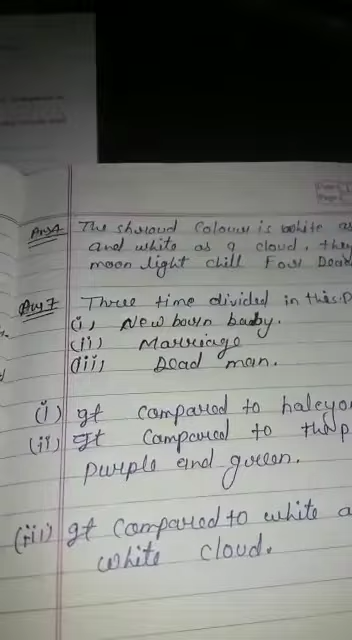 Ans4 The shroud Colour is white as
and white as a cloud, they
moon light chill For Dead
Ans7 Three time divided in this P
(i) New bourn baby.
(ii) Marriage
(iii) Dead man.
(i) It compared to halcyo
(ii) It compared to the p
purple and green.
(iii) It compared to white a
white cloud.